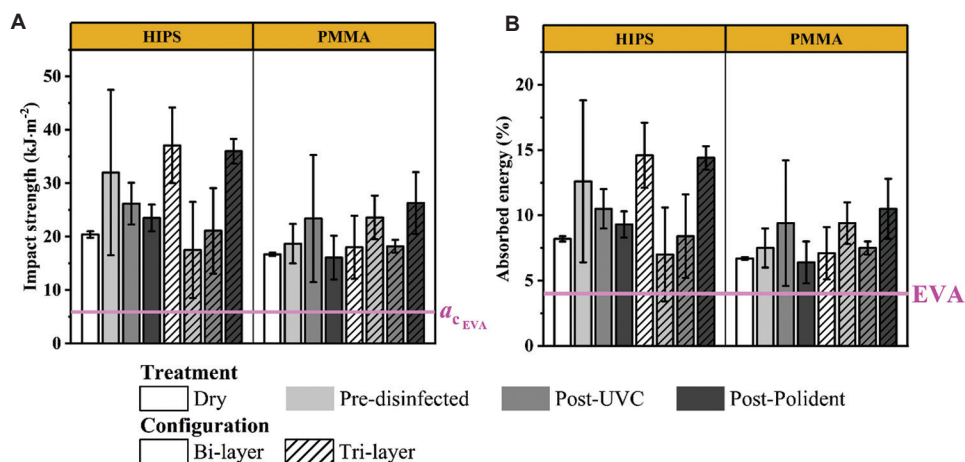 A
HIPS
PMMA
Impact strength (kJ·m⁻²)
50
40
30
20
10
0
a_c EVA
B
HIPS
PMMA
Absorbed energy (%)
20
15
10
5
0
EVA
Treatment
Dry
Pre-disinfected
Post-UVC
Post-Polident
Configuration
Bi-layer
Tri-layer